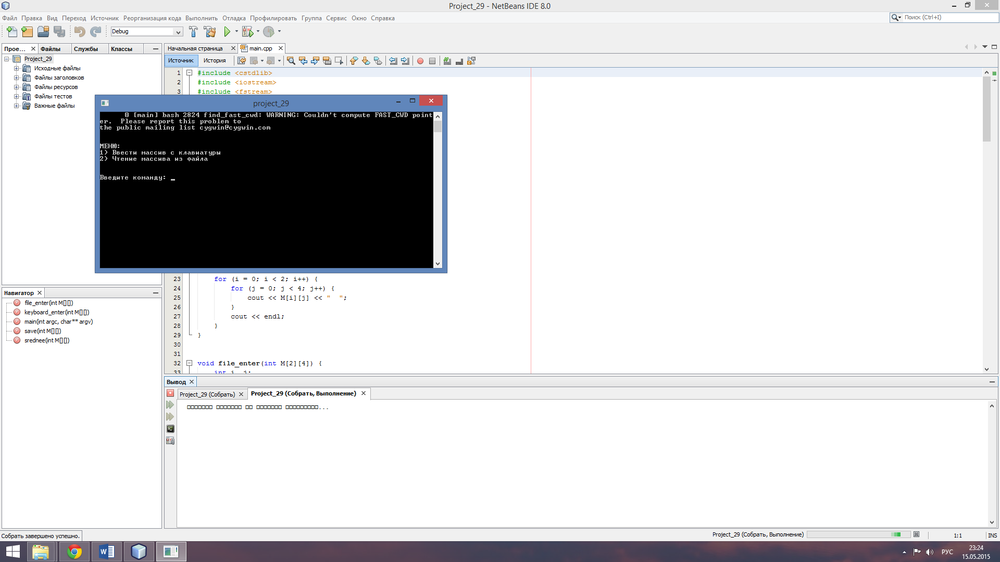 Project_29 - NetBeans IDE 8.0
Файл Правка Вид Переход Источник Реорганизация кода Выполнить Отладка Профилировать Группа Сервис Окно Справка
Поиск (Ctrl+I)
Debug
Прое... Файлы Службы Классы
Project_29
Исходные файлы
Файлы заголовков
Файлы ресурсов
Файлы тестов
Важные файлы
Начальная страница main.cpp
Источник История
1 #include <cstdlib>
2 #include <iostream>
3 #include <fstream>
project_29
0 [main] bash 2824 find_fast_cwd: WARNING: Couldn't compute FAST_CWD point
er. Please report this problem to
the public mailing list cygwin@cygwin.com
МЕНЮ:
1) Ввести массив с клавиатуры
2) Чтение массива из файла
Введите команду: _
23 for (i = 0; i < 2; i++) {
24 for (j = 0; j < 4; j++) {
25 cout << M[i][j] << "  ";
26 }
27 cout << endl;
28 }
29 }
30
31
32 void file_enter(int M[2][4]) {
33 int i, j;
Навигатор
file_enter(int M[][])
keyboard_enter(int M[][])
main(int argc, char** argv)
save(int M[][])
srednee(int M[][])
Вывод
Project_29 (Собрать) Project_29 (Собрать, Выполнение)
□□□□□□□ □□□□□□□ □□ □□□□□□□ □□□□□□□□□...
Собрать завершено успешно.
Project_29 (Собрать, Выполнение)
1:1
INS
РУС
23:24
15.05.2015